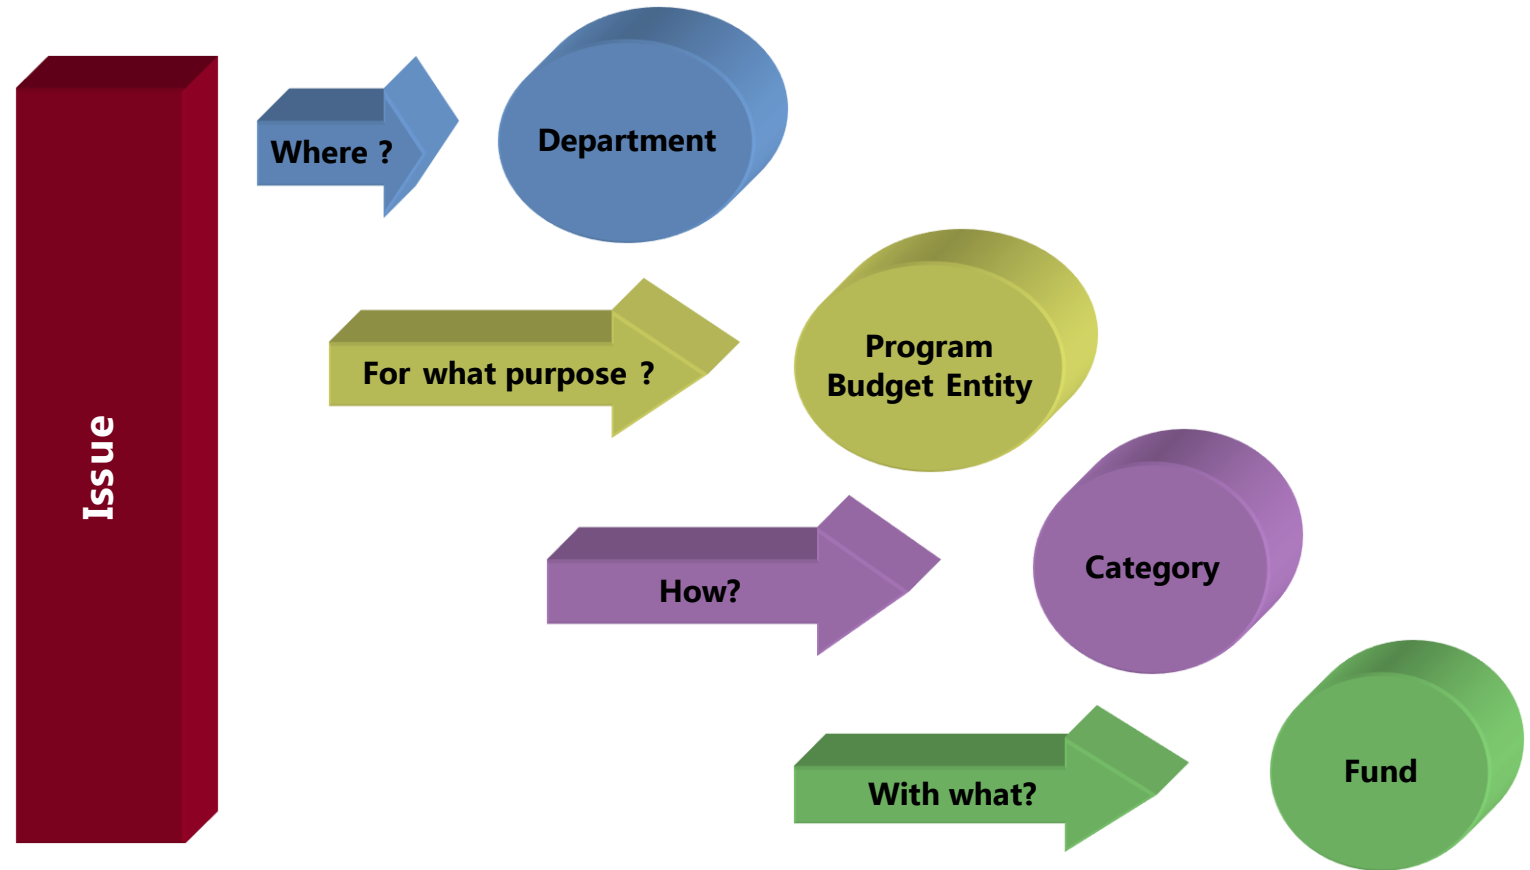 Issue
Where ?
Department
For what purpose ?
Program
Budget Entity
How?
Category
With what?
Fund